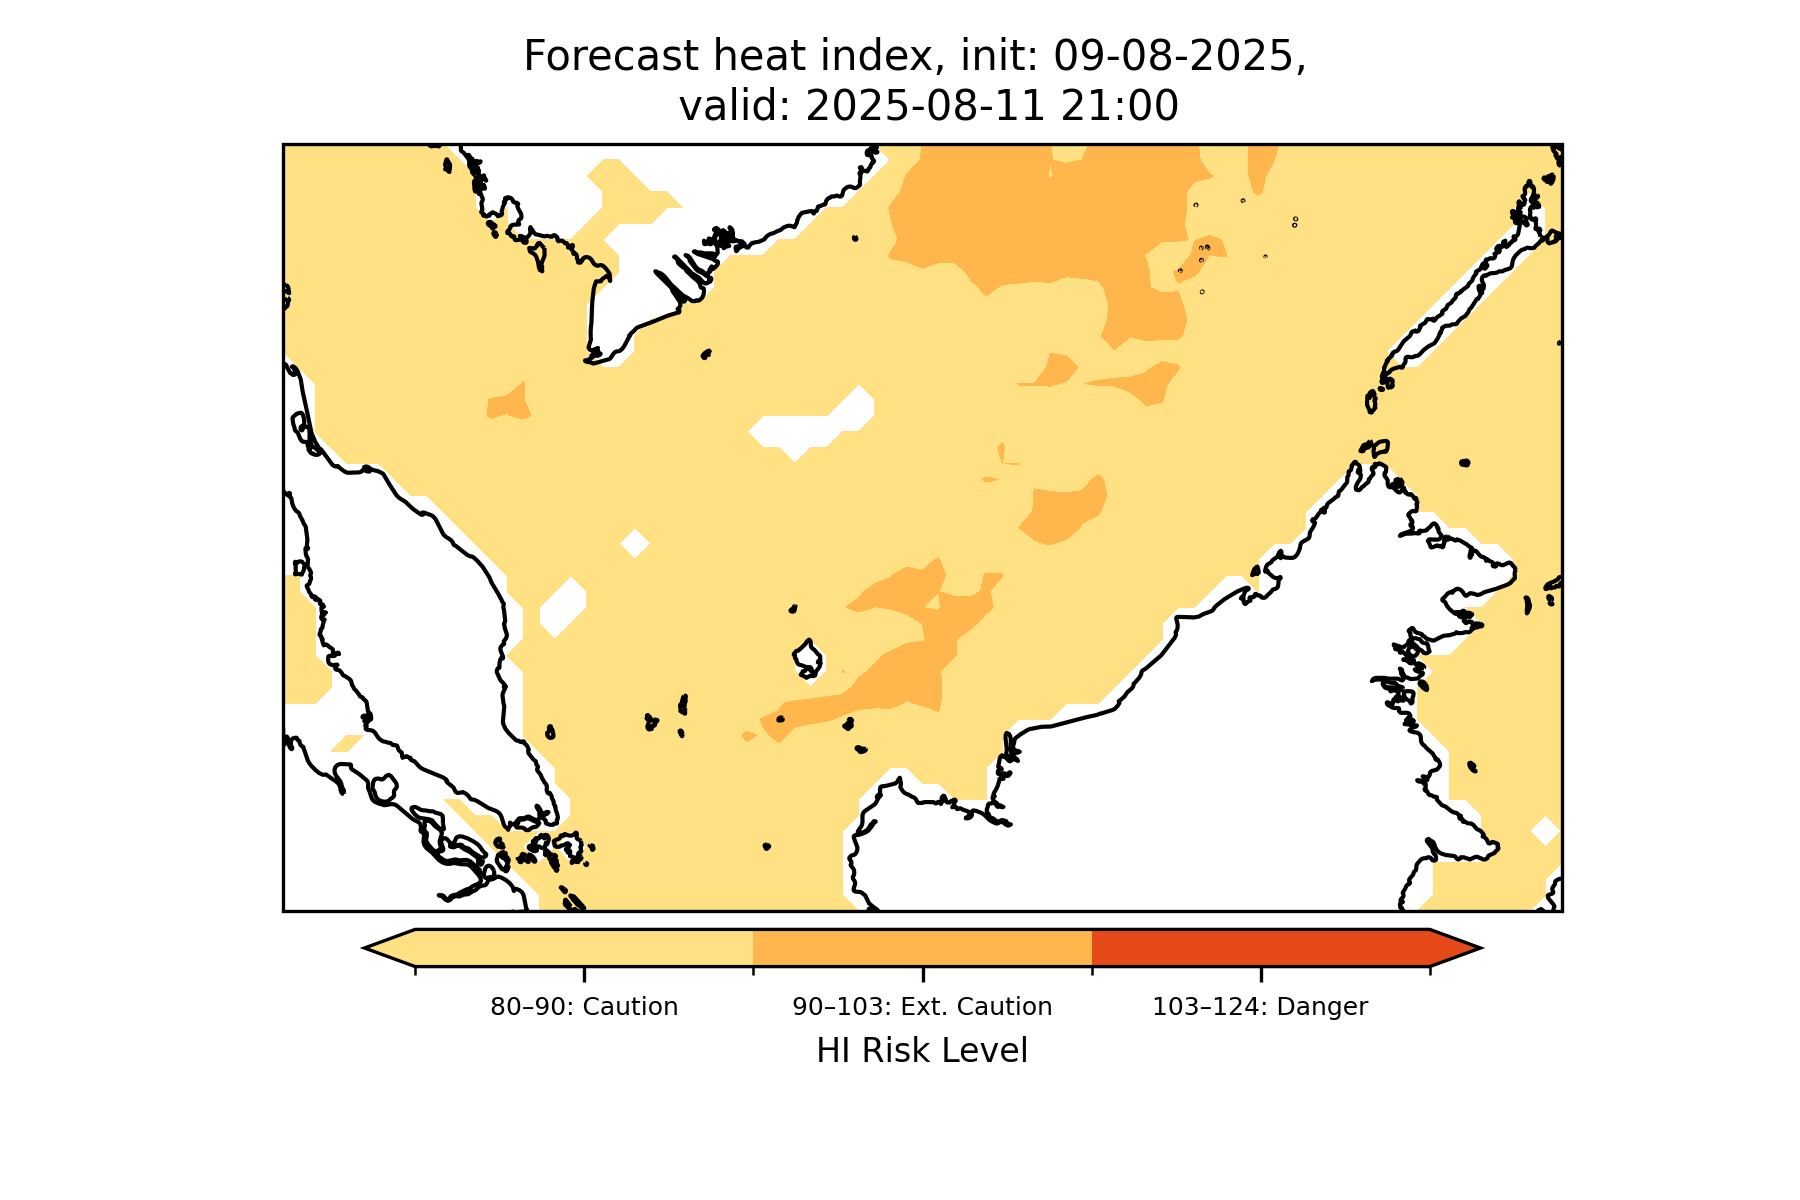 Forecast heat index, init: 09-08-2025,
valid: 2025-08-11 21:00
80–90: Caution
90–103: Ext. Caution
103–124: Danger
HI Risk Level